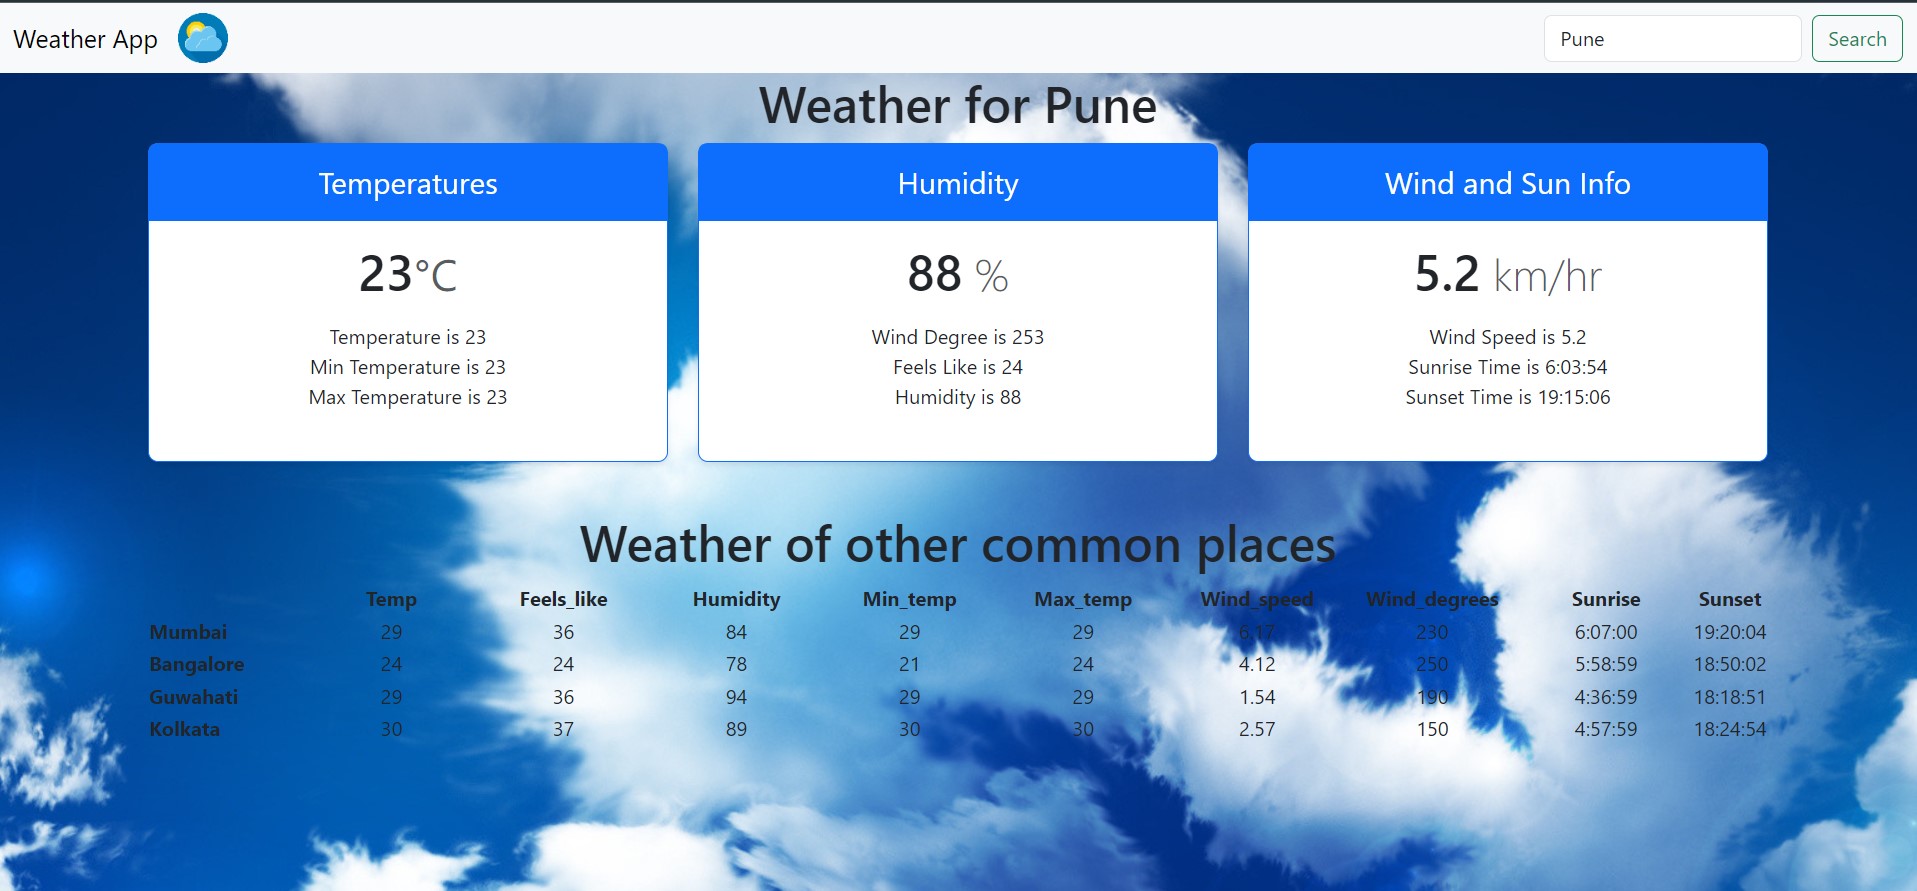 Weather App Pune Search
Weather for Pune
Temperatures
23°C
Temperature is 23
Min Temperature is 23
Max Temperature is 23
Humidity
88 %
Wind Degree is 253
Feels Like is 24
Humidity is 88
Wind and Sun Info
5.2 km/hr
Wind Speed is 5.2
Sunrise Time is 6:03:54
Sunset Time is 19:15:06
Weather of other common places
Temp Feels_like Humidity Min_temp Max_temp Wind_speed Wind_degrees Sunrise Sunset
Mumbai 29 36 84 29 29 6.17 230 6:07:00 19:20:04
Bangalore 24 24 78 21 24 4.12 250 5:58:59 18:50:02
Guwahati 29 36 94 29 29 1.54 190 4:36:59 18:18:51
Kolkata 30 37 89 30 30 2.57 150 4:57:59 18:24:54